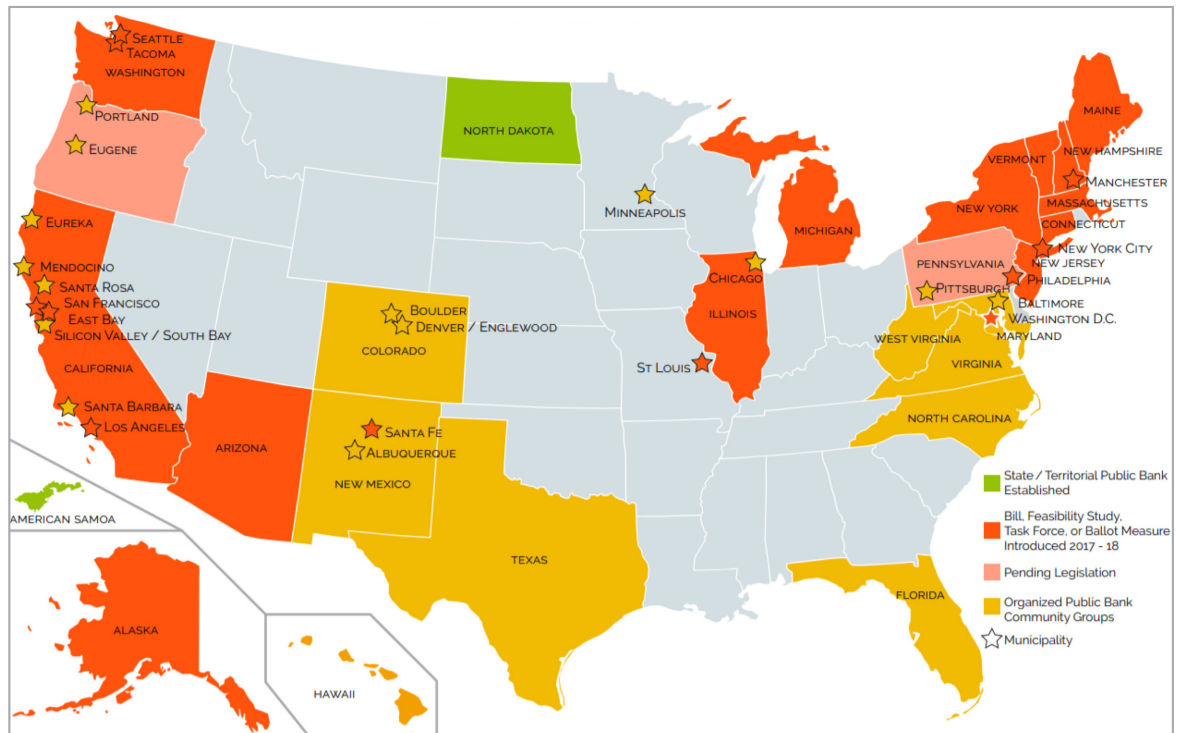 SEATTLE
TACOMA
WASHINGTON
PORTLAND
EUGENE
EUREKA
MENDOCINO
SANTA ROSA
SAN FRANCISCO
EAST BAY
SILICON VALLEY / SOUTH BAY
CALIFORNIA
SANTA BARBARA
LOS ANGELES
ARIZONA
NORTH DAKOTA
MINNEAPOLIS
BOULDER
DENVER / ENGLEWOOD
COLORADO
SANTA FE
ALBUQUERQUE
NEW MEXICO
TEXAS
MICHIGAN
CHICAGO
ILLINOIS
ST LOUIS
MAINE
NEW HAMPSHIRE
VERMONT
MANCHESTER
MASSACHUSETTS
NEW YORK
CONNECTICUT
NEW YORK CITY
NEW JERSEY
PENNSYLVANIA
PHILADELPHIA
PITTSBURGH
BALTIMORE
WASHINGTON D.C.
MARYLAND
WEST VIRGINIA
VIRGINIA
NORTH CAROLINA
FLORIDA
AMERICAN SAMOA
ALASKA
HAWAII
State / Territorial Public Bank
Established
Bill, Feasibility Study,
Task Force, or Ballot Measure
Introduced 2017 - 18
Pending Legislation
Organized Public Bank
Community Groups
Municipality